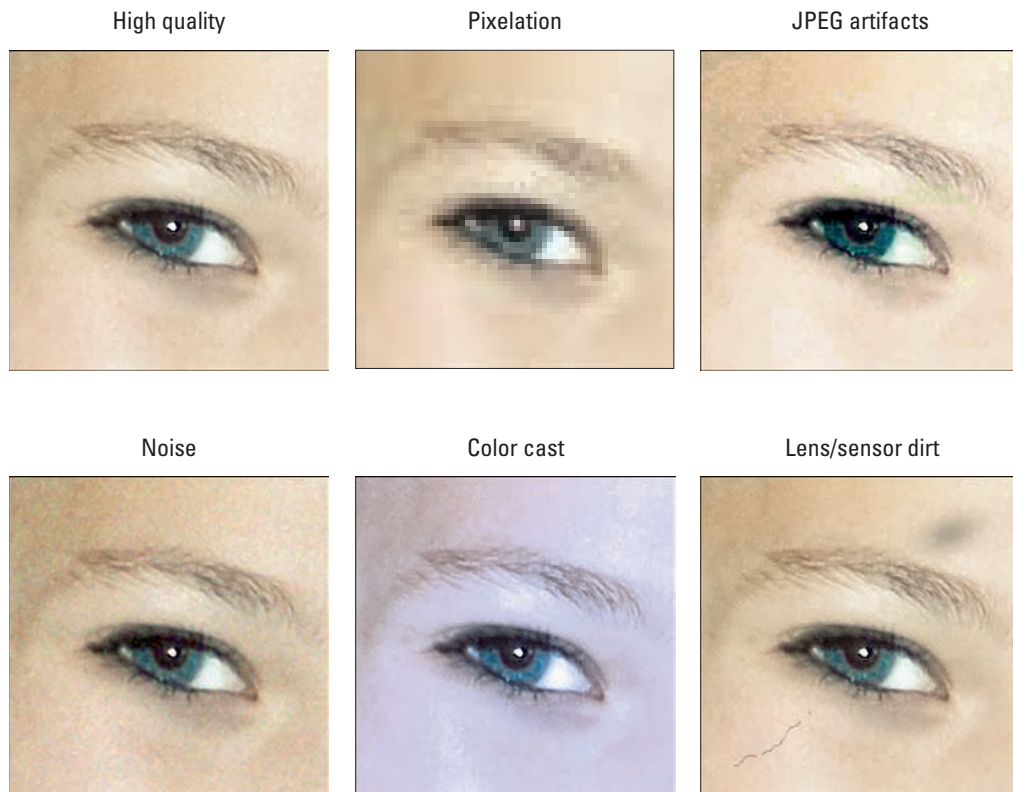 High quality
Pixelation
JPEG artifacts
Noise
Color cast
Lens/sensor dirt